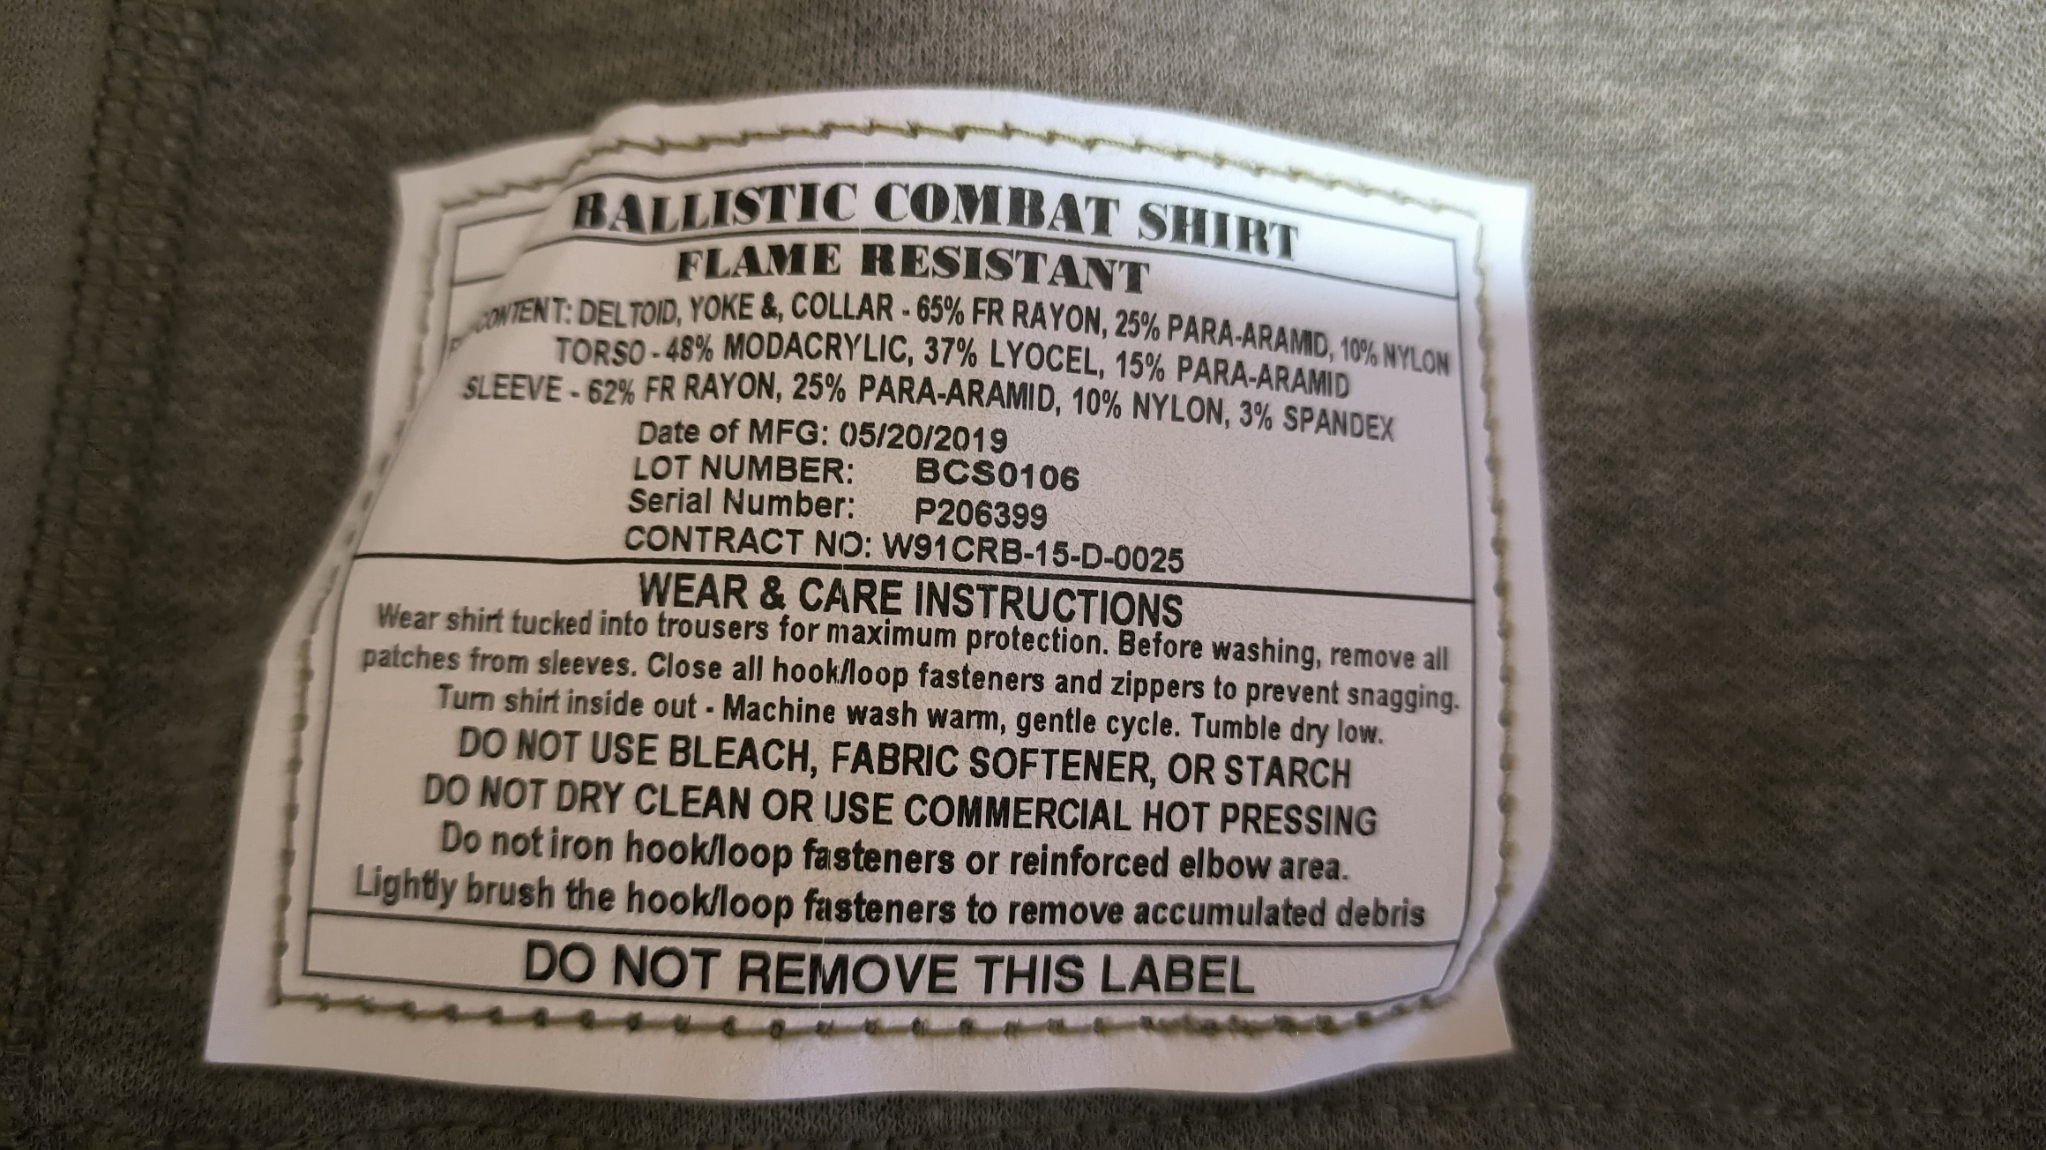 BALLISTIC COMBAT SHIRT
FLAME RESISTANT
CONTENT: DELTOID, YOKE &, COLLAR - 65% FR RAYON, 25% PARA-ARAMID, 10% NYLON
TORSO - 48% MODACRYLIC, 37% LYOCEL, 15% PARA-ARAMID
SLEEVE - 62% FR RAYON, 25% PARA-ARAMID, 10% NYLON, 3% SPANDEX
Date of MFG: 05/20/2019
LOT NUMBER: BCS0106
Serial Number: P206399
CONTRACT NO: W91CRB-15-D-0025
WEAR & CARE INSTRUCTIONS
Wear shirt tucked into trousers for maximum protection. Before washing, remove all
patches from sleeves. Close all hook/loop fasteners and zippers to prevent snagging.
Turn shirt inside out - Machine wash warm, gentle cycle. Tumble dry low.
DO NOT USE BLEACH, FABRIC SOFTENER, OR STARCH
DO NOT DRY CLEAN OR USE COMMERCIAL HOT PRESSING
Do not iron hook/loop fasteners or reinforced elbow area.
Lightly brush the hook/loop fasteners to remove accumulated debris
DO NOT REMOVE THIS LABEL